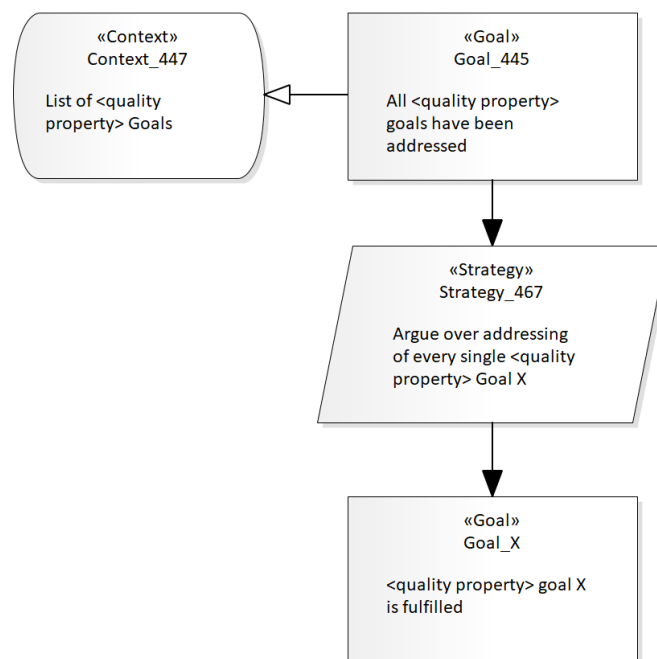 «Context»
Context_447
List of <quality
property> Goals
«Goal»
Goal_445
All <quality property>
goals have been
addressed
«Strategy»
Strategy_467
Argue over addressing
of every single <quality
property> Goal X
«Goal»
Goal_X
<quality property> goal X
is fulfilled